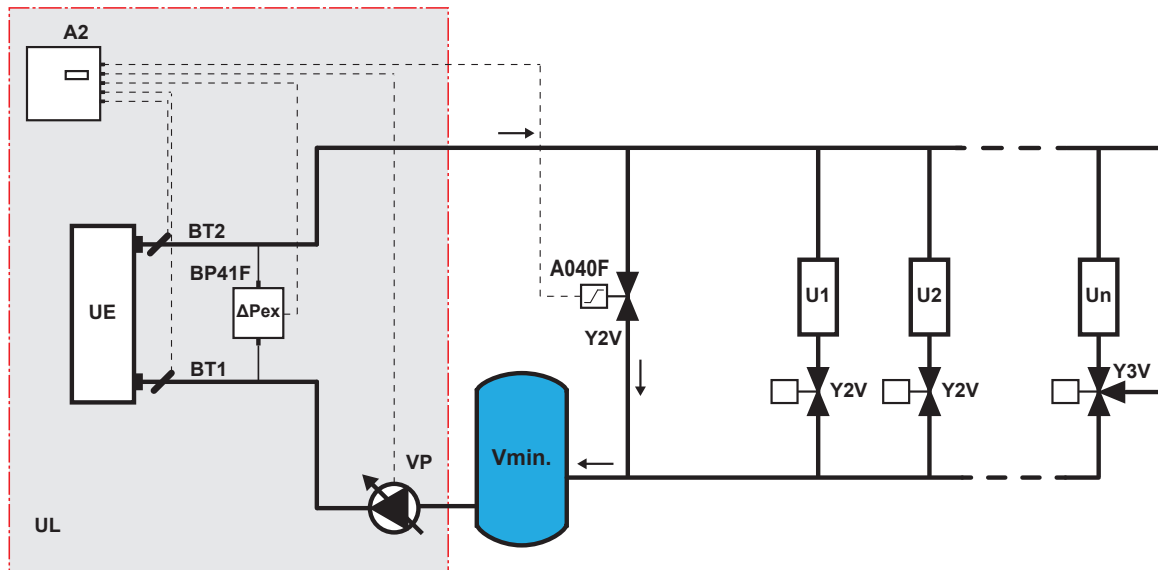 A2
BT2
BP41F
A040F
ΔPex
UE
U1
U2
Un
Y2V
BT1
Y3V
Y2V
Y2V
Vmin.
VP
UL